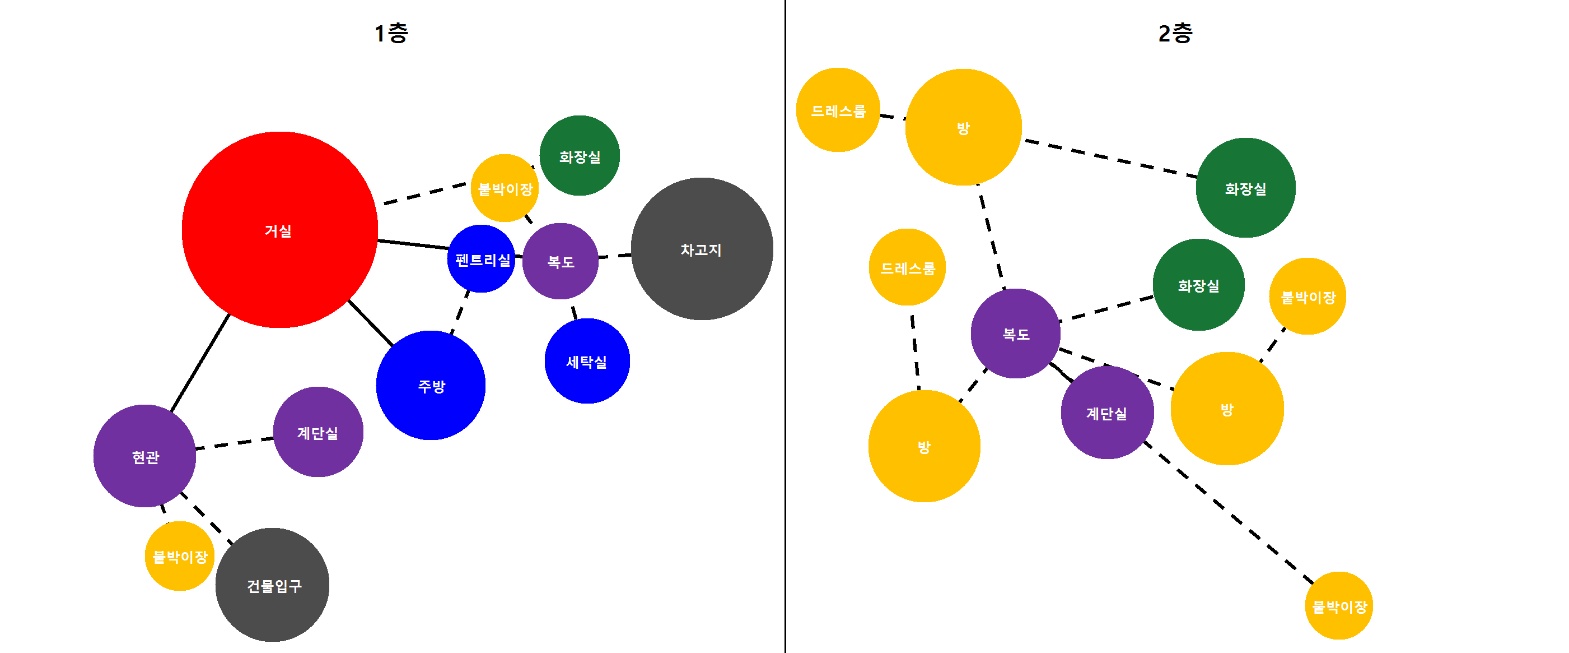 1층
화장실
붙박이장
거실
펜트리실
복도
차고지
세탁실
주방
계단실
현관
붙박이장
건물입구
2층
드레스룸
방
화장실
드레스룸
화장실
붙박이장
복도
계단실
방
방
붙박이장